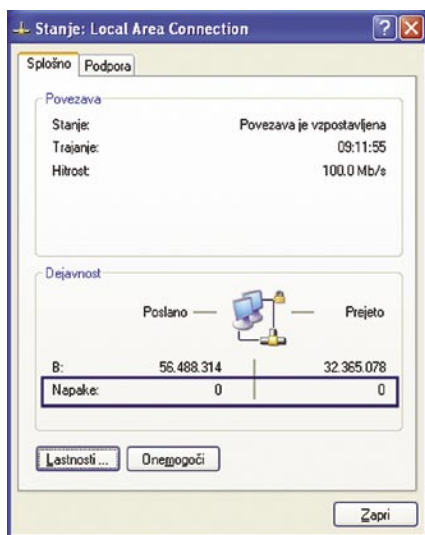 Stanje: Local Area Connection
Splošno Podpora
Povezava
Stanje: Povezava je vzpostavljena
Trajanje: 09:11:55
Hitrost: 100.0 Mb/s
Dejavnost
Poslano Prejeto
B: 56.488.314 32.365.078
Napake: 0 0
Lastnosti ... Onemogoči
Zapri